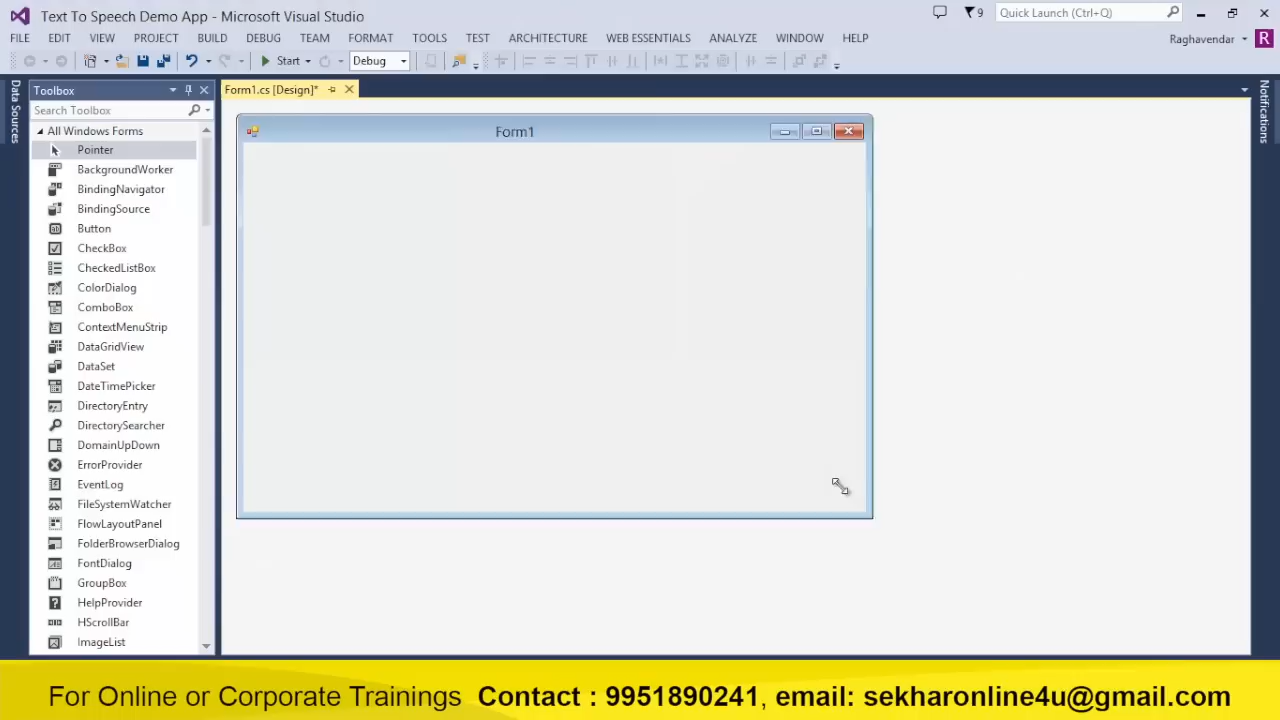 Text To Speech Demo App - Microsoft Visual Studio
9
Quick Launch (Ctrl+Q)
FILE EDIT VIEW PROJECT BUILD DEBUG TEAM FORMAT TOOLS TEST ARCHITECTURE WEB ESSENTIALS ANALYZE WINDOW HELP
Raghavendar R
Start Debug
Data Sources
Toolbox
Form1.cs [Design]*
Notifications
Search Toolbox
All Windows Forms
Form1
Pointer
BackgroundWorker
BindingNavigator
BindingSource
Button
CheckBox
CheckedListBox
ColorDialog
ComboBox
ContextMenuStrip
DataGridView
DataSet
DateTimePicker
DirectoryEntry
DirectorySearcher
DomainUpDown
ErrorProvider
EventLog
FileSystemWatcher
FlowLayoutPanel
FolderBrowserDialog
FontDialog
GroupBox
HelpProvider
HScrollBar
ImageList
For Online or Corporate Trainings Contact : 9951890241, email: sekharonline4u@gmail.com